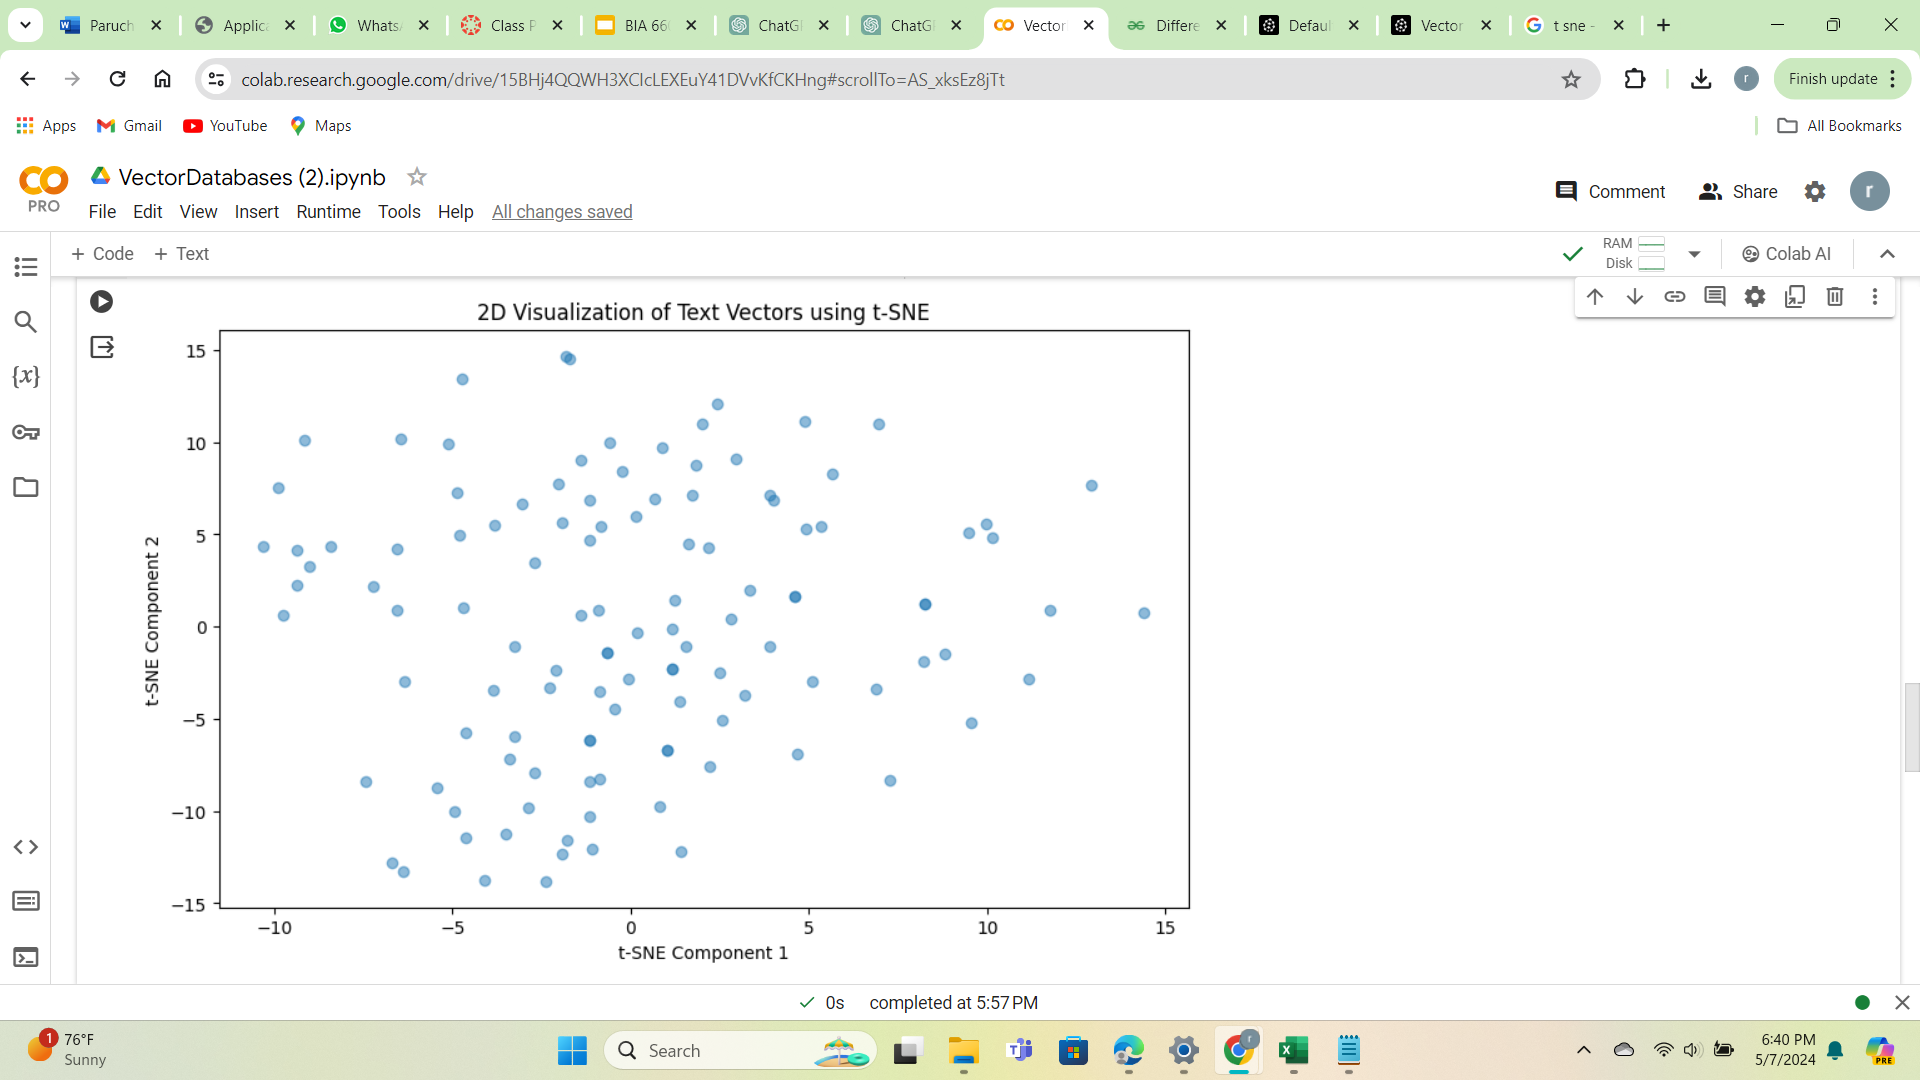 Paruch
Applica
Whats
Class P
BIA 66
ChatG
ChatG
Vector
Differe
Defaul
Vector
t sne -
colab.research.google.com/drive/15BHj4QQWH3XCIcLEXEuY41DVvKfCKHng#scrollTo=AS_xksEz8jTt
r
Finish update
Apps
Gmail
YouTube
Maps
All Bookmarks
PRO
VectorDatabases (2).ipynb
File Edit View Insert Runtime Tools Help All changes saved
Comment
Share
r
+ Code + Text
RAM
Disk
Colab AI
{x}
2D Visualization of Text Vectors using t-SNE
t-SNE Component 2
15
10
5
0
−5
−10
−15
−10 −5 0 5 10 15
t-SNE Component 1
0s completed at 5:57 PM
1
76°F
Sunny
Search
r
6:40 PM
5/7/2024
PRE